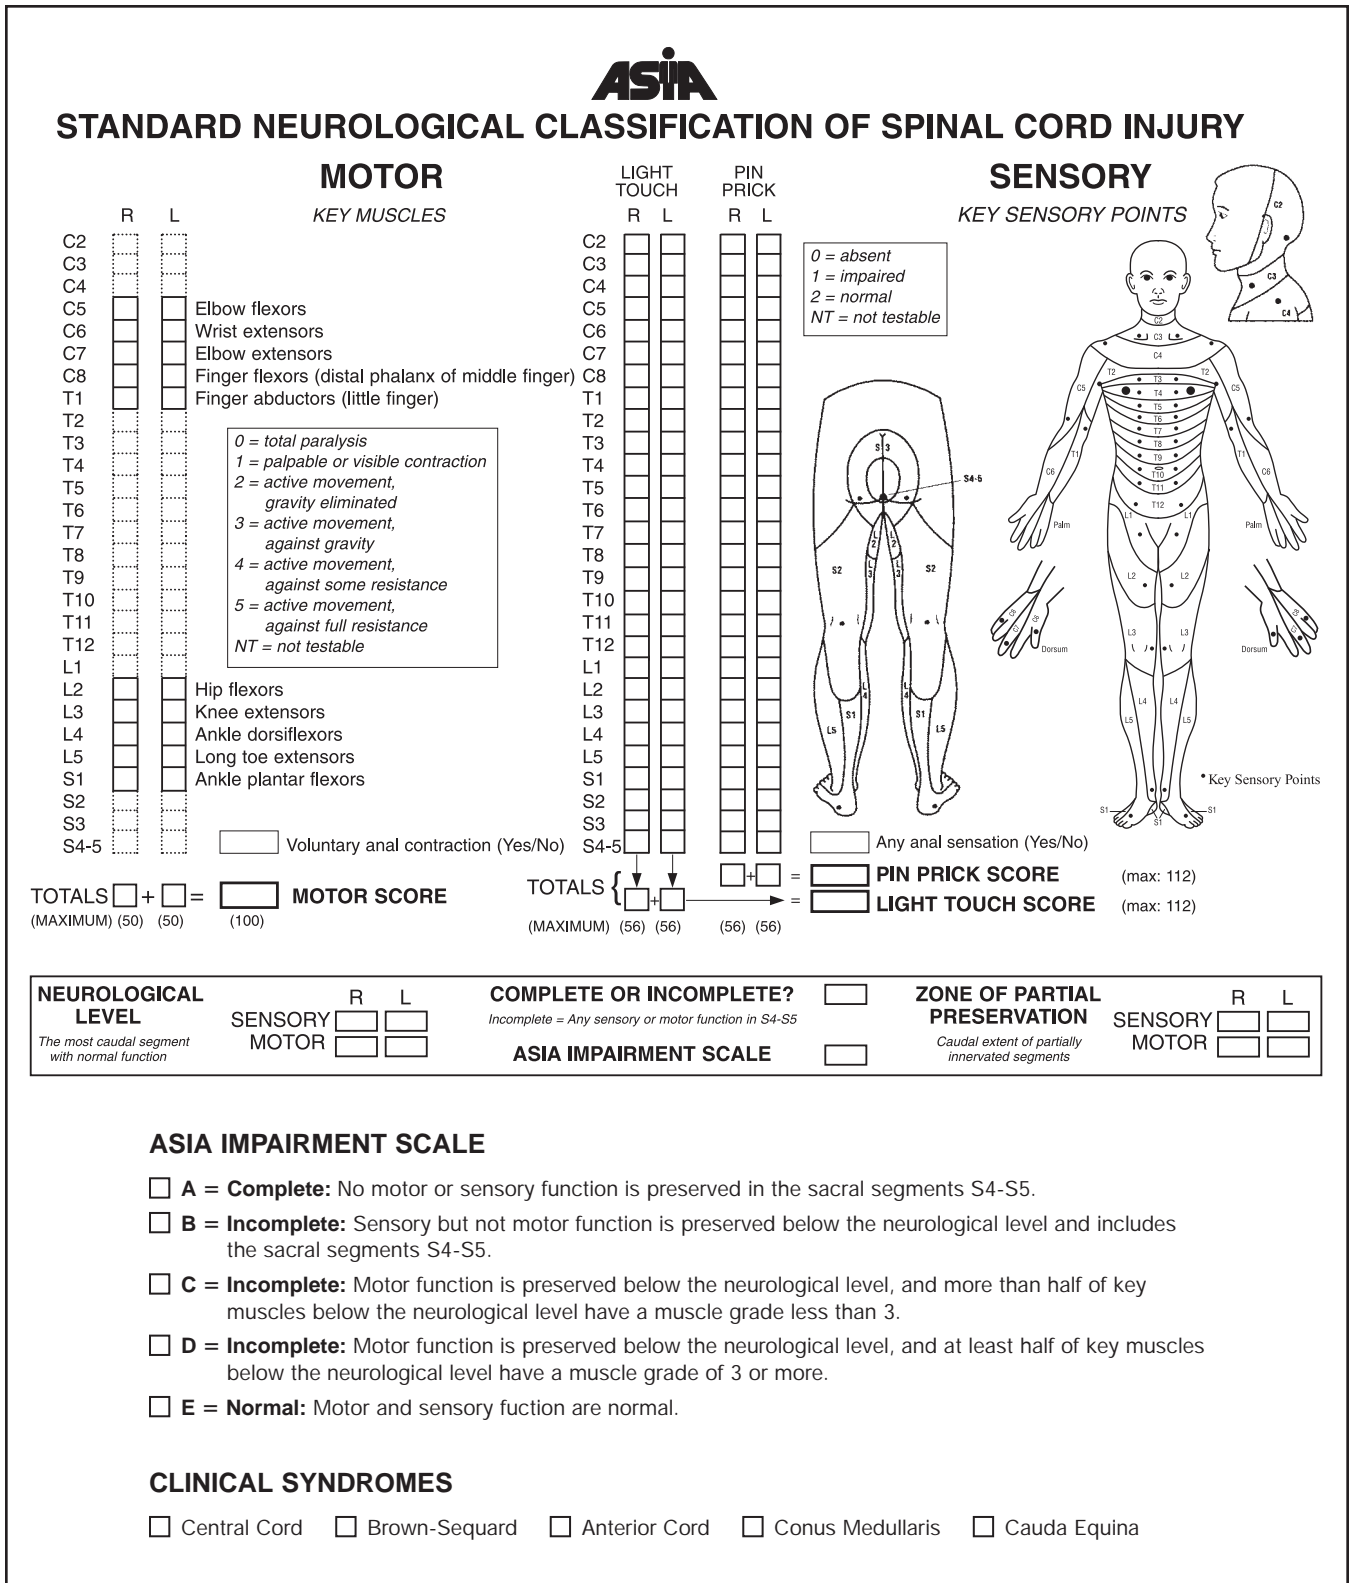 ASIA
STANDARD NEUROLOGICAL CLASSIFICATION OF SPINAL CORD INJURY
MOTOR
KEY MUSCLES
R L
C2
C3
C4
C5 Elbow flexors
C6 Wrist extensors
C7 Elbow extensors
C8 Finger flexors (distal phalanx of middle finger)
T1 Finger abductors (little finger)
T2
T3
T4
T5
T6
T7
T8
T9
T10
T11
T12
L1
L2 Hip flexors
L3 Knee extensors
L4 Ankle dorsiflexors
L5 Long toe extensors
S1 Ankle plantar flexors
S2
S3
S4-5
0 = total paralysis
1 = palpable or visible contraction
2 = active movement,
gravity eliminated
3 = active movement,
against gravity
4 = active movement,
against some resistance
5 = active movement,
against full resistance
NT = not testable
Voluntary anal contraction (Yes/No)
TOTALS + = MOTOR SCORE
(MAXIMUM) (50) (50) (100)
LIGHT TOUCH
PIN PRICK
R L R L
C2
C3
C4
C5
C6
C7
C8
T1
T2
T3
T4
T5
T6
T7
T8
T9
T10
T11
T12
L1
L2
L3
L4
L5
S1
S2
S3
S4-5
SENSORY
KEY SENSORY POINTS
0 = absent
1 = impaired
2 = normal
NT = not testable
C2
C3
C4
C2
C3
C4
T2 T3 T2
C5 T4 C5
T5
T6
T7
T8
T1 T9 T1
C6 T10 C6
T11
T12
L1 L1
Palm Palm
L2 L2
C8 C7 C6
Dorsum
C6 C7 C8
Dorsum
L3 L3
L4 L4
L5 L5
S1 S1
S1
S 3
S4-5
L2 L2
L3 L3
S2 S2
L4 L4
S1 S1
L5 L5
• Key Sensory Points
Any anal sensation (Yes/No)
TOTALS { + = PIN PRICK SCORE (max: 112)
+ = LIGHT TOUCH SCORE (max: 112)
(MAXIMUM) (56) (56) (56) (56)
NEUROLOGICAL
LEVEL
The most caudal segment
with normal function
R L
SENSORY
MOTOR
COMPLETE OR INCOMPLETE?
Incomplete = Any sensory or motor function in S4-S5
ASIA IMPAIRMENT SCALE
ZONE OF PARTIAL
PRESERVATION
Caudal extent of partially
innervated segments
R L
SENSORY
MOTOR
ASIA IMPAIRMENT SCALE
A = Complete: No motor or sensory function is preserved in the sacral segments S4-S5.
B = Incomplete: Sensory but not motor function is preserved below the neurological level and includes
the sacral segments S4-S5.
C = Incomplete: Motor function is preserved below the neurological level, and more than half of key
muscles below the neurological level have a muscle grade less than 3.
D = Incomplete: Motor function is preserved below the neurological level, and at least half of key muscles
below the neurological level have a muscle grade of 3 or more.
E = Normal: Motor and sensory fuction are normal.
CLINICAL SYNDROMES
Central Cord Brown-Sequard Anterior Cord Conus Medullaris Cauda Equina